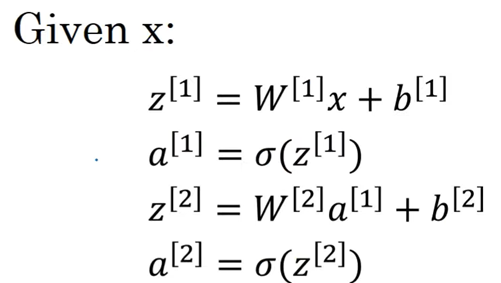 Given x:
z^[1] = W^[1]x + b^[1]
a^[1] = σ(z^[1])
z^[2] = W^[2]a^[1] + b^[2]
a^[2] = σ(z^[2])